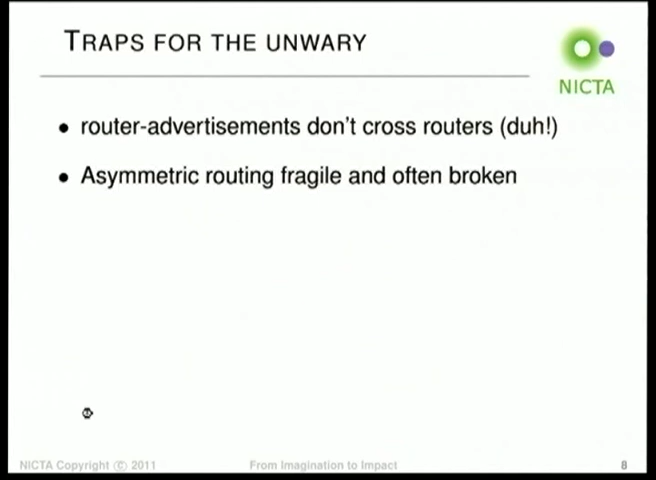 TRAPS FOR THE UNWARY
NICTA
• router-advertisements don't cross routers (duh!)
• Asymmetric routing fragile and often broken
NICTA Copyright © 2011 From Imagination to Impact 8